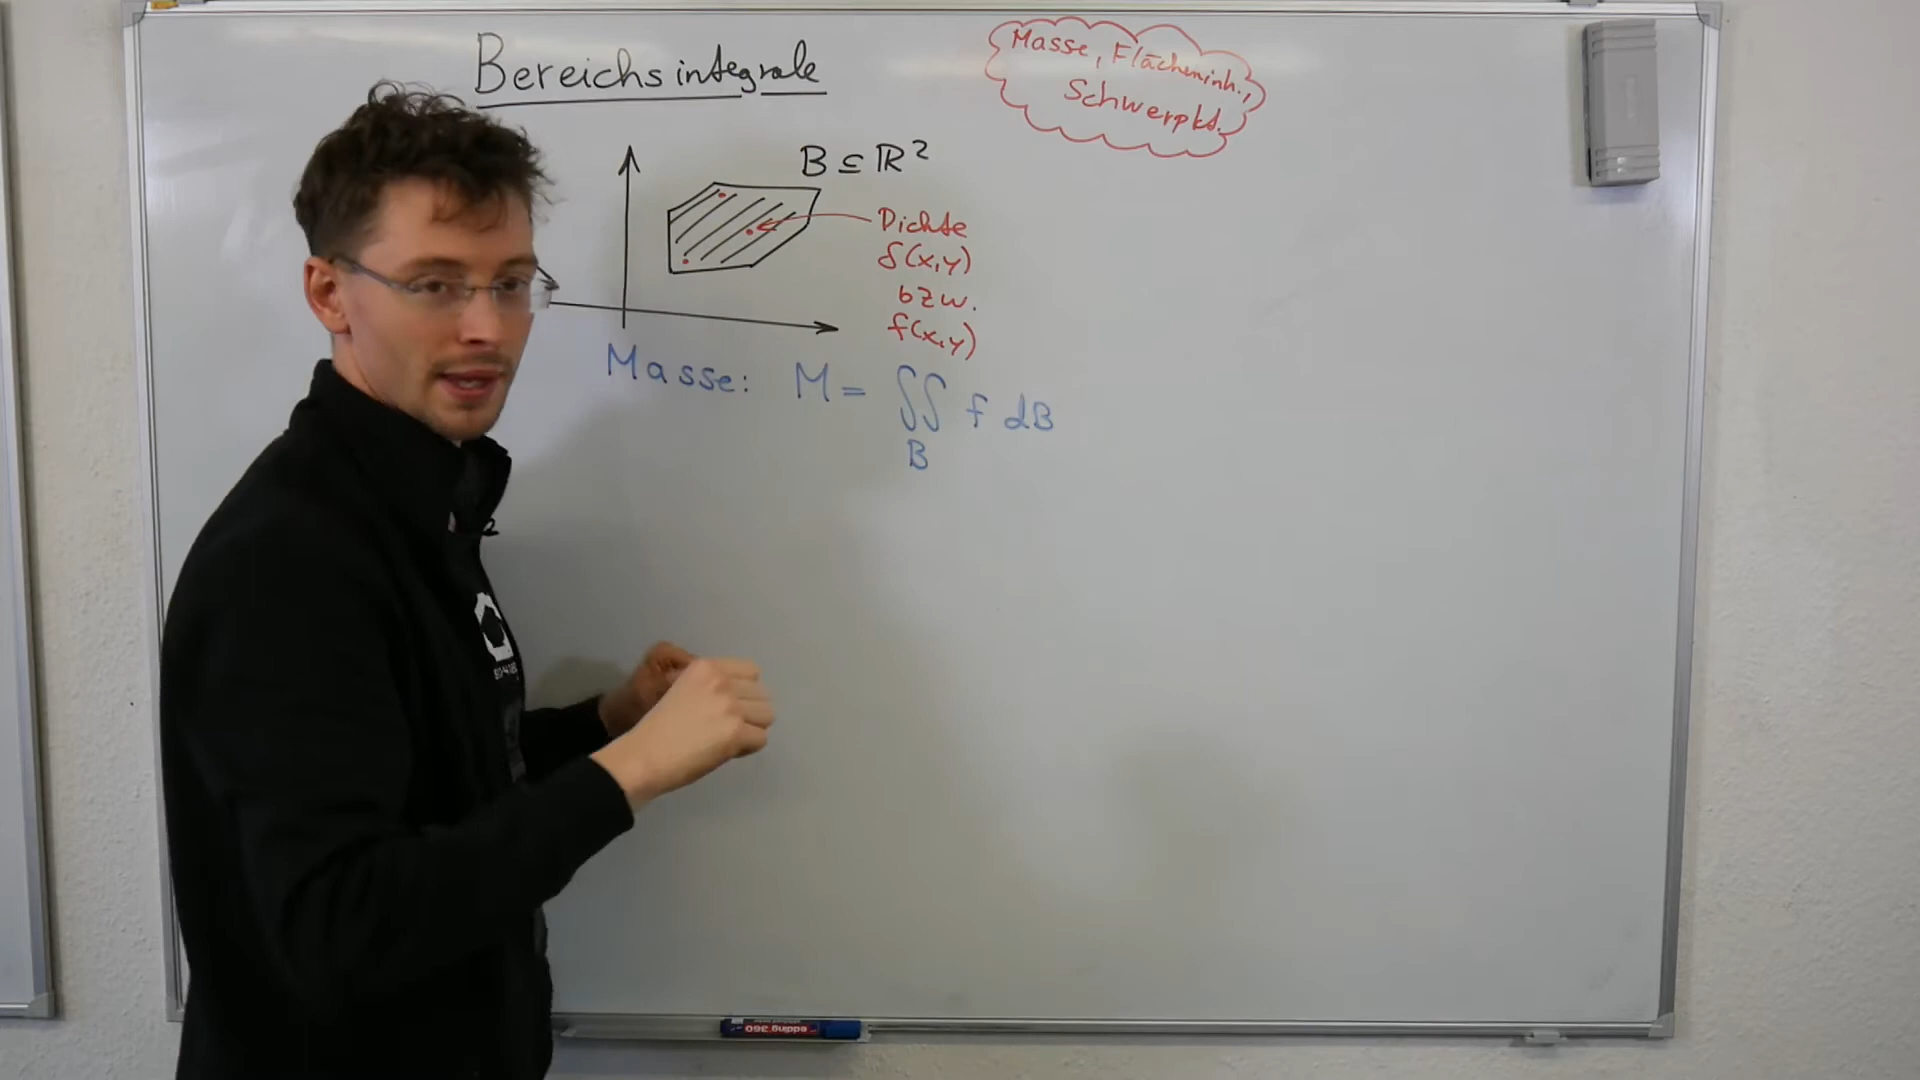 Bereichsintegrale
Masse, Flächeninh.,
Schwerpkt.
B ⊆ ℝ²
Dichte
δ(x,y)
bzw.
f(x,y)
Masse: M = ∬ f dB
B
edding 360